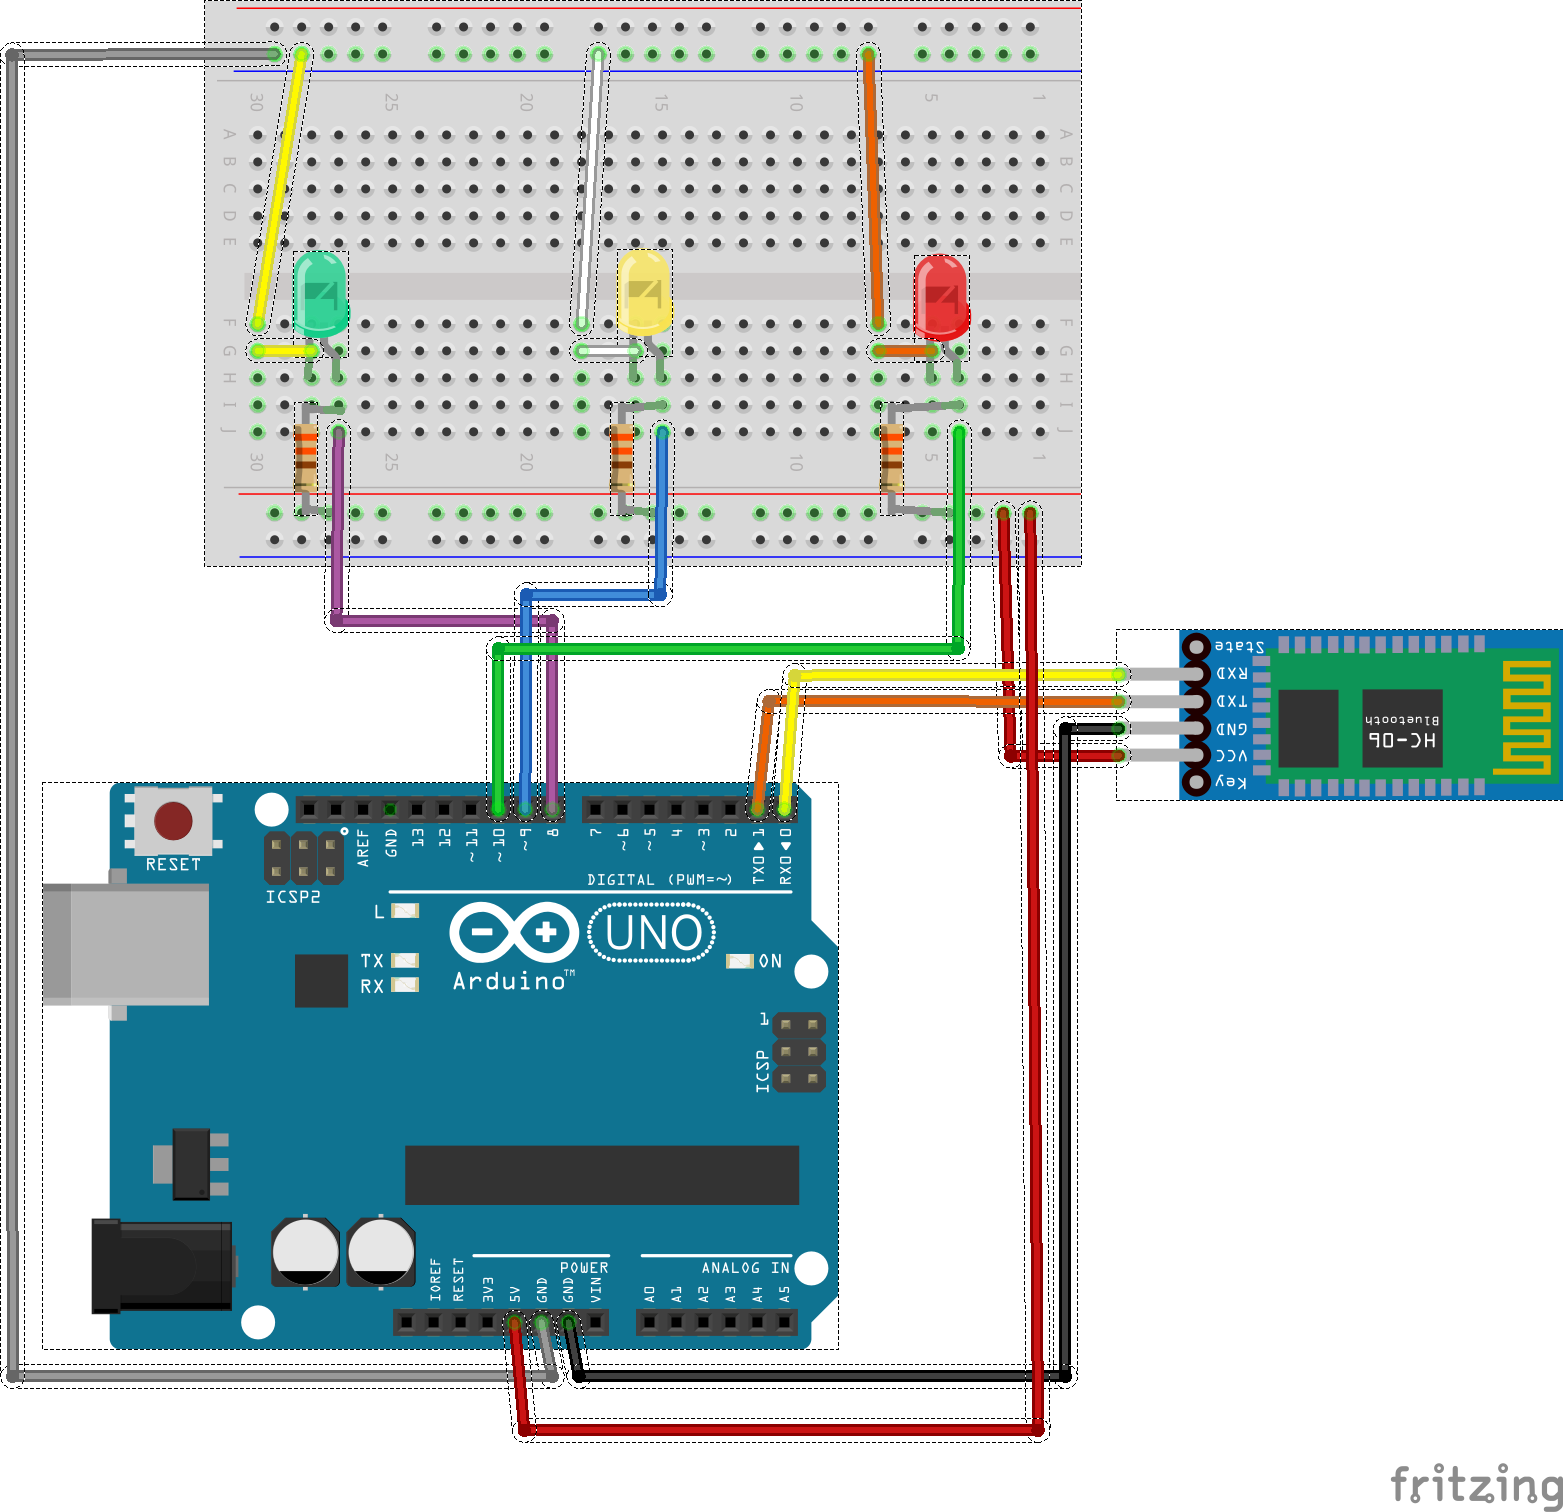 30 25 20 15 10 5 1
A A
B B
C C
D D
E E
F F
G G
H H
I I
J J
30 25 20 10 5 1
State
RXD
TXD
GND
VCC
Key
HC-06
Bluetooth
RESET
ICSP2
AREF
GND
13
12
~11
~10
~9
8
7
~6
~5
4
~3
2
TX0▶1
RX0◀0
DIGITAL (PWM=~)
L
TX
RX
Arduino™
UNO
ON
1
ICSP
POWER
ANALOG IN
IOREF
RESET
3V3
5V
GND
GND
VIN
A0
A1
A2
A3
A4
A5
fritzing